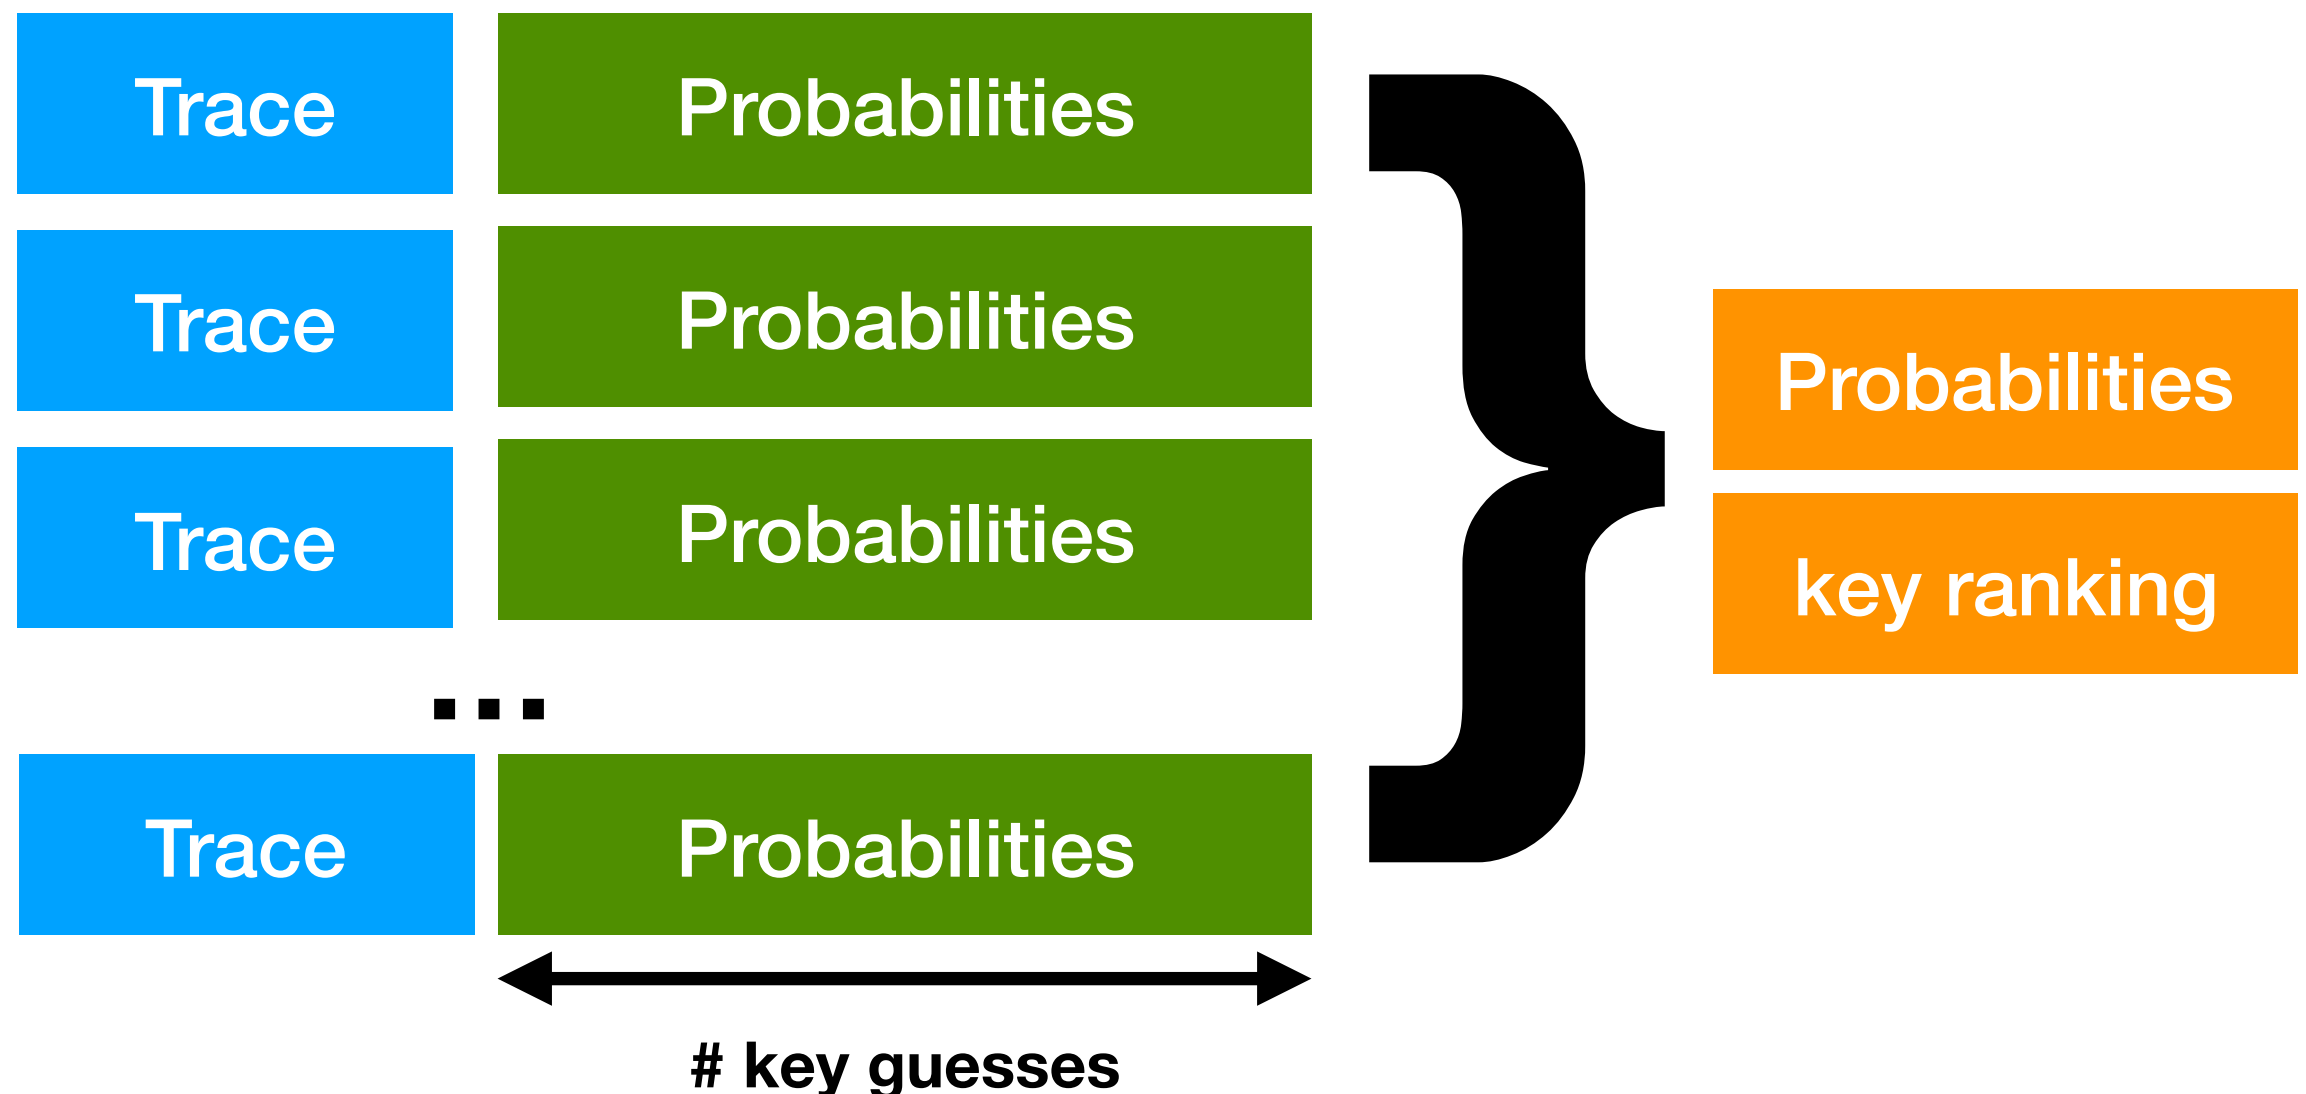 Trace Probabilities
Trace Probabilities
Trace Probabilities
...
Trace Probabilities
# key guesses
}
Probabilities
key ranking